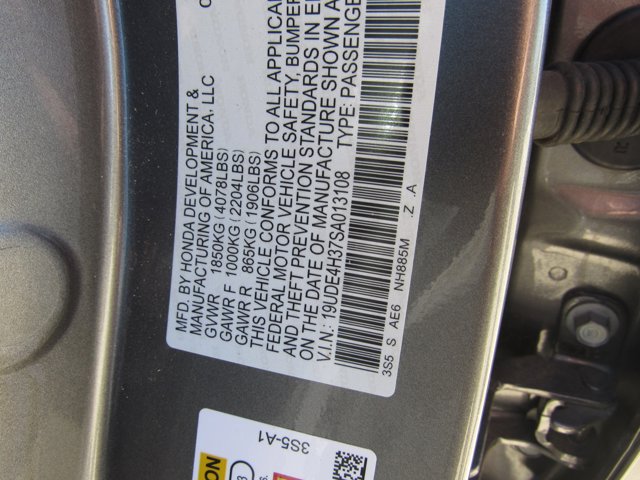 MFD. BY HONDA DEVELOPMENT &
MANUFACTURING OF AMERICA, LLC
GVWR 1850KG (4078LBS)
GAWR F 1000KG (2204LBS)
GAWR R 865KG (1906LBS)
THIS VEHICLE CONFORMS TO ALL APPLICA
FEDERAL MOTOR VEHICLE SAFETY, BUMPER
AND THEFT PREVENTION STANDARDS IN E
ON THE DATE OF MANUFACTURE SHOWN A
V.I.N.: 19UDE4H37SA013108 TYPE: PASSENGE
3S5 S AE6 NH885M . Z .A
3S5-A1
ION